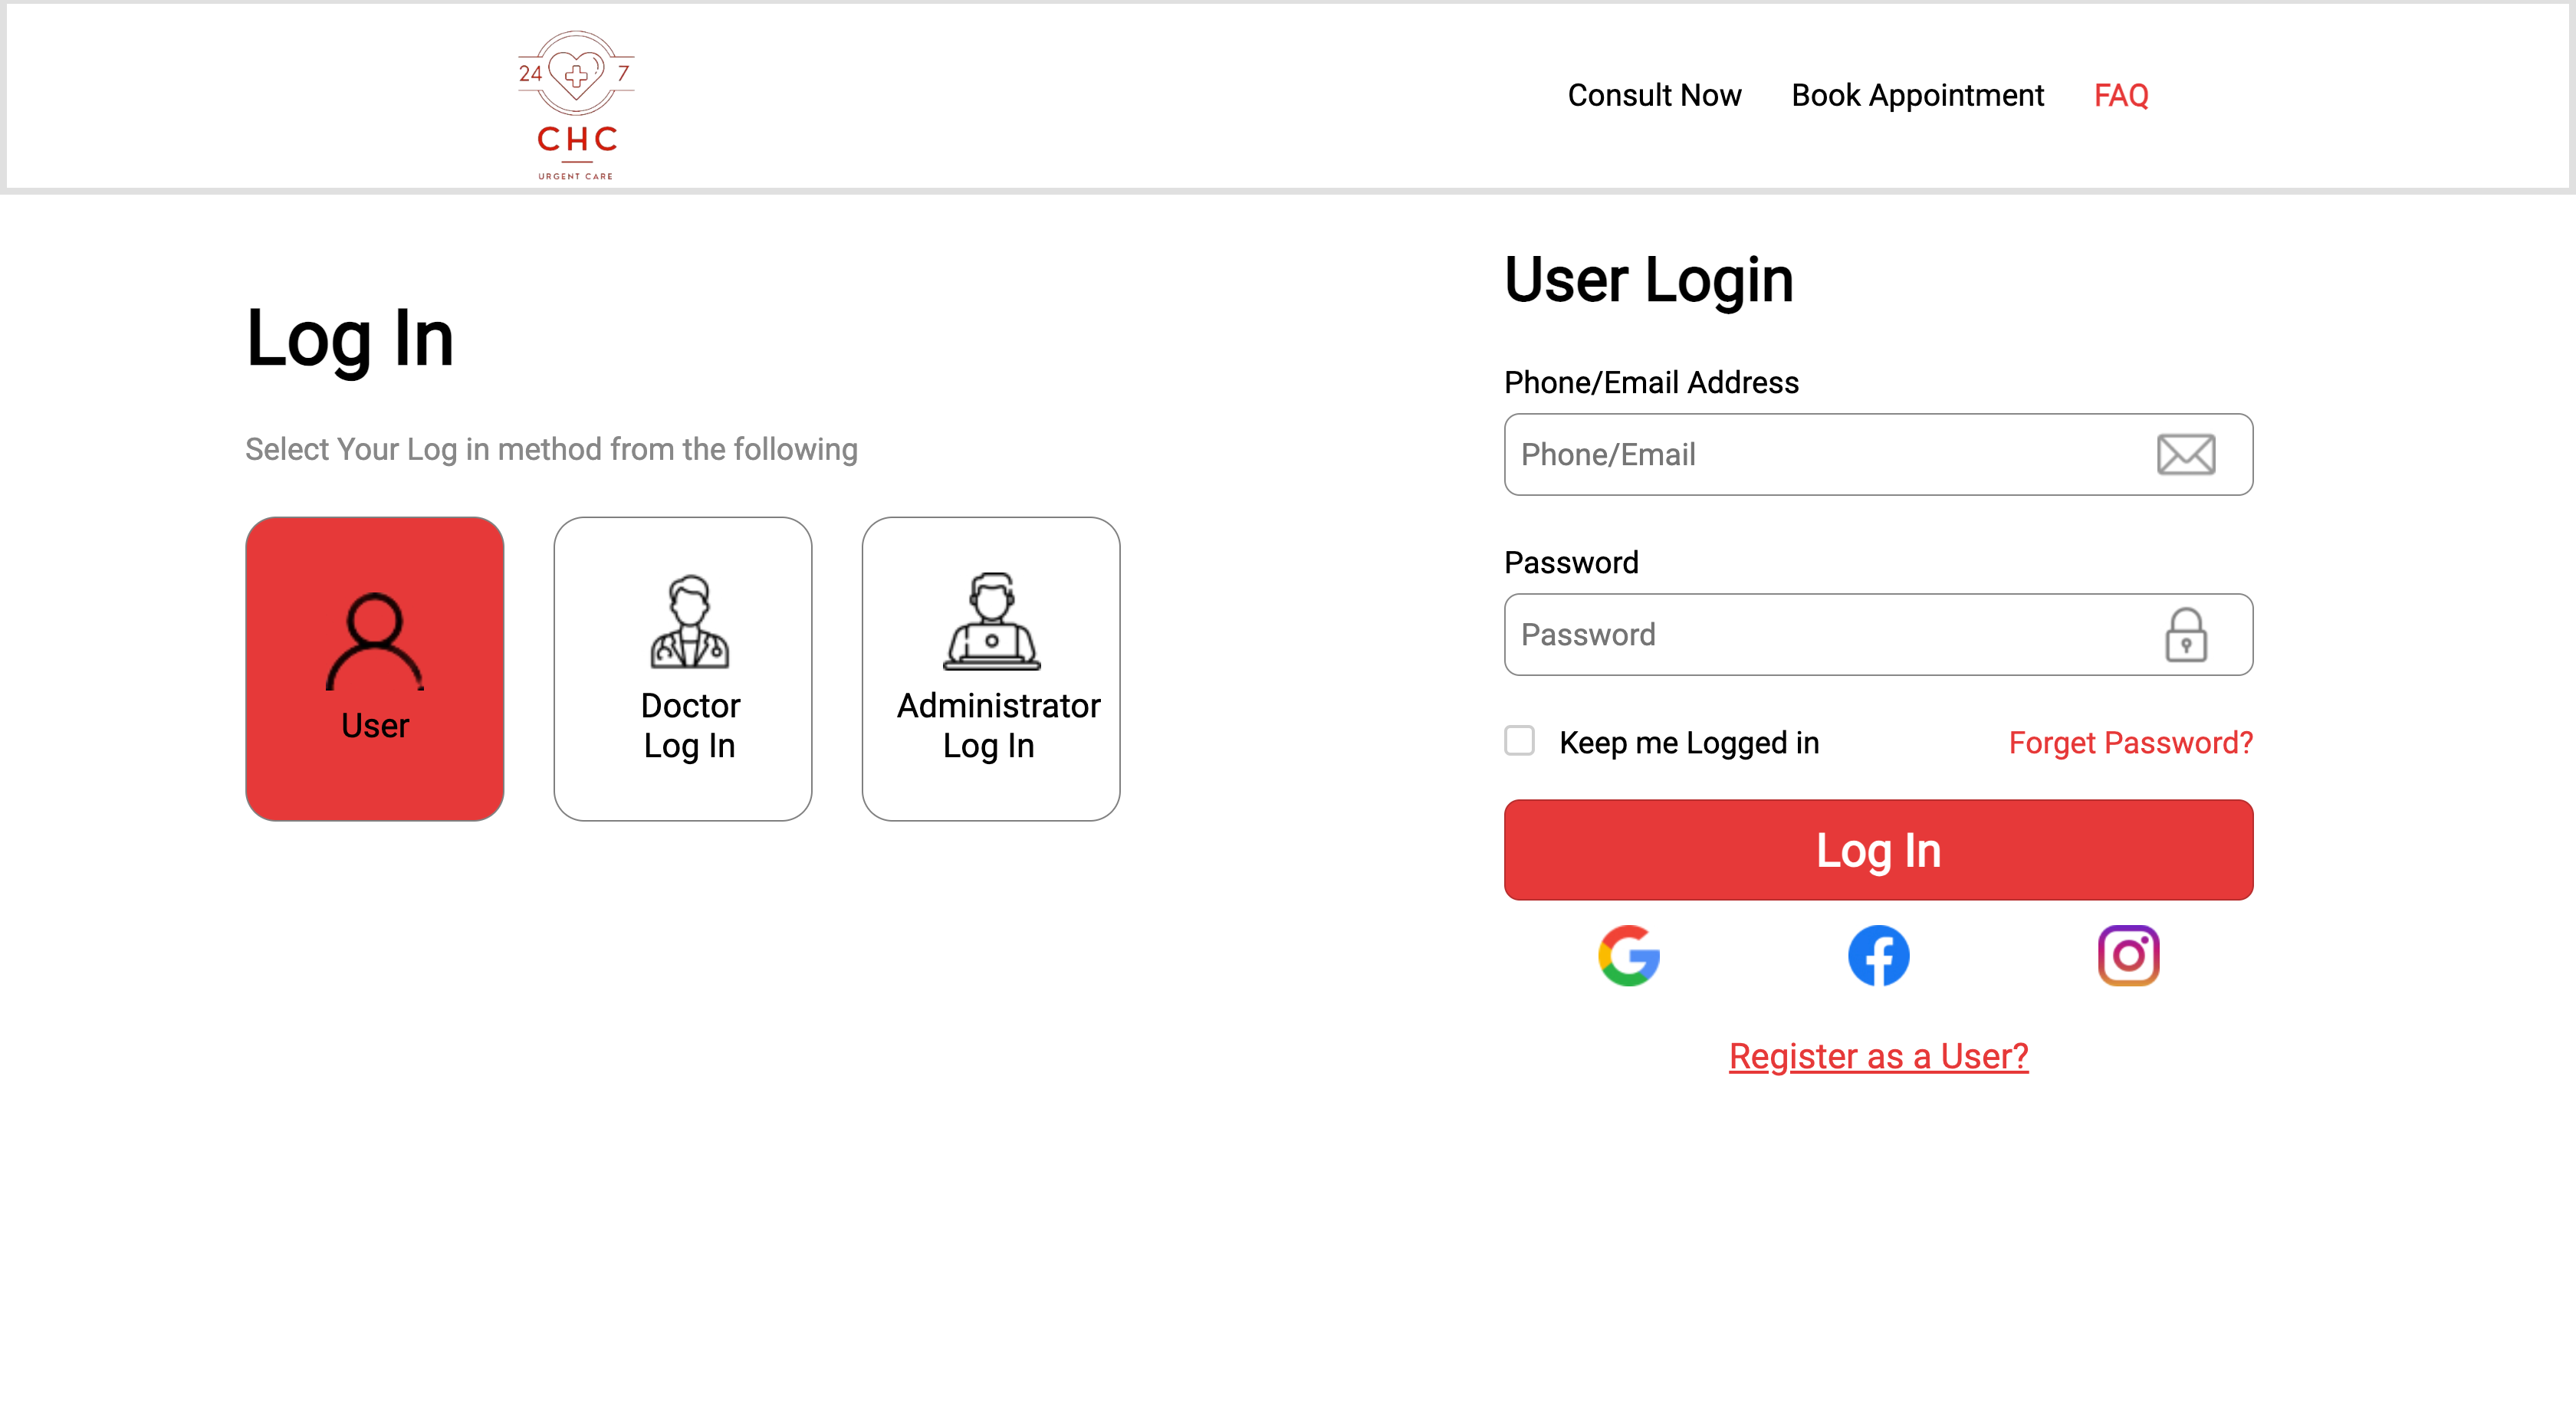 24 7
CHC
URGENT CARE
Consult Now Book Appointment FAQ
Log In
Select Your Log in method from the following
User
Doctor
Log In
Administrator
Log In
User Login
Phone/Email Address
Phone/Email
Password
Password
Keep me Logged in Forget Password?
Log In
Register as a User?